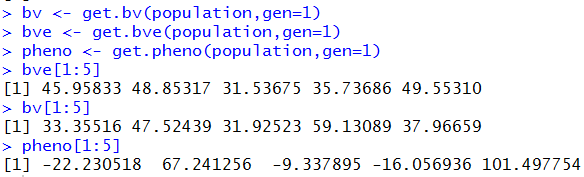 > bv <- get.bv(population,gen=1)
> bve <- get.bve(population,gen=1)
> pheno <- get.pheno(population,gen=1)
> bve[1:5]
[1] 45.95833 48.85317 31.53675 35.73686 49.55310
> bv[1:5]
[1] 33.35516 47.52439 31.92523 59.13089 37.96659
> pheno[1:5]
[1] -22.230518  67.241256  -9.337895 -16.056936 101.497754